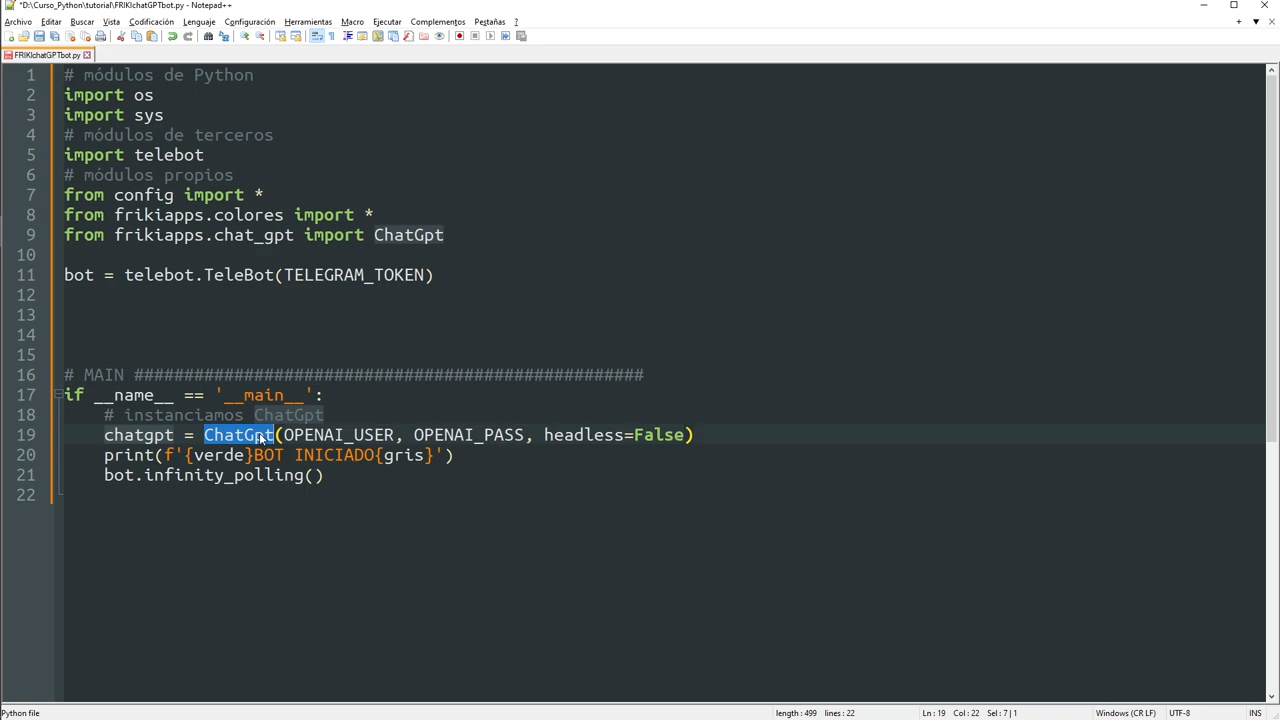 *D:\Curso_Python\tutorial\FRIKIchatGPTbot.py - Notepad++
Archivo Editar Buscar Vista Codificación Lenguaje Configuración Herramientas Macro Ejecutar Complementos Pestañas ?
FRIKIchatGPTbot.py
1 # módulos de Python
2 import os
3 import sys
4 # módulos de terceros
5 import telebot
6 # módulos propios
7 from config import *
8 from frikiapps.colores import *
9 from frikiapps.chat_gpt import ChatGpt
10
11 bot = telebot.TeleBot(TELEGRAM_TOKEN)
12
13
14
15
16 # MAIN ###################################################
17 if __name__ == '__main__':
18 # instanciamos ChatGpt
19 chatgpt = ChatGpt(OPENAI_USER, OPENAI_PASS, headless=False)
20 print(f'{verde}BOT INICIADO{gris}')
21 bot.infinity_polling()
22
Python file length : 499 lines : 22 Ln : 19 Col : 22 Sel : 7 | 1 Windows (CR LF) UTF-8 INS